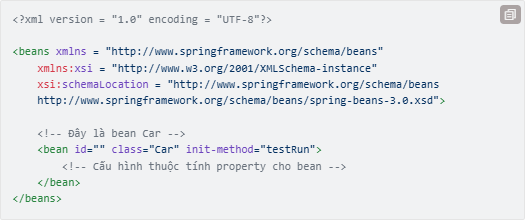 <?xml version = "1.0" encoding = "UTF-8"?>
<beans xmlns = "http://www.springframework.org/schema/beans"
xmlns:xsi = "http://www.w3.org/2001/XMLSchema-instance"
xsi:schemaLocation = "http://www.springframework.org/schema/beans
http://www.springframework.org/schema/beans/spring-beans-3.0.xsd">
<!-- Đây là bean Car -->
<bean id="" class="Car" init-method="testRun">
<!-- Cấu hình thuộc tính property cho bean -->
</bean>
</beans>